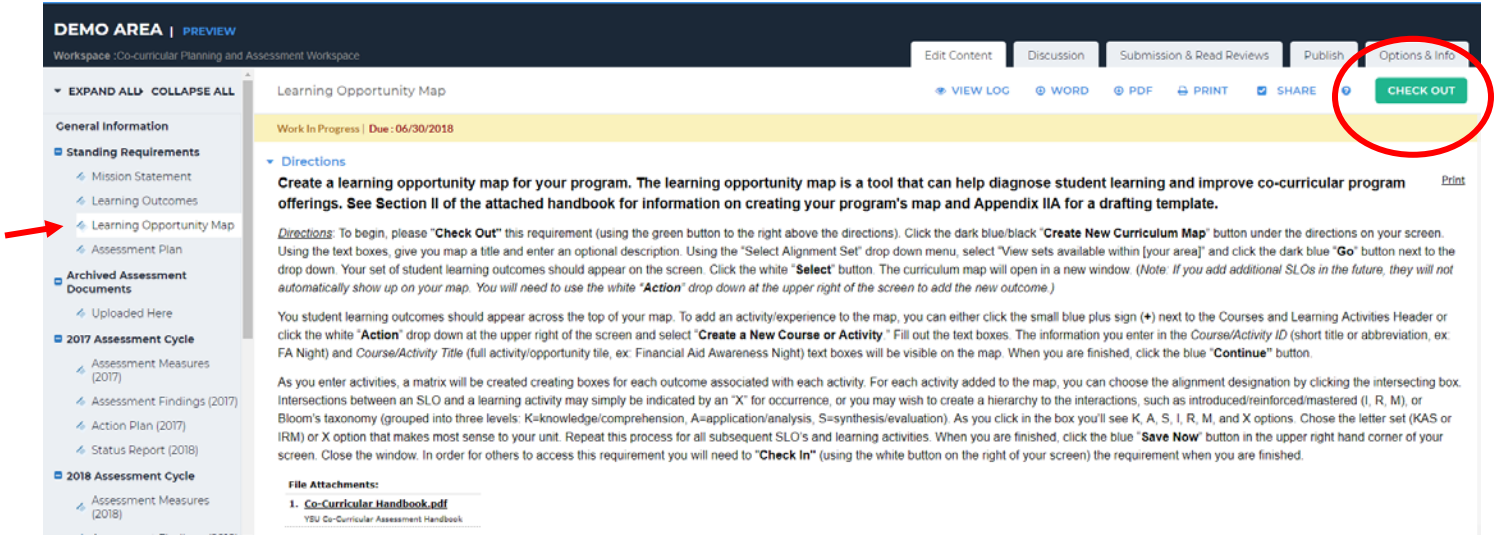 DEMO AREA | PREVIEW
Workspace :Co-curricular Planning and Assessment Workspace
Edit Content
Discussion
Submission & Read Reviews
Publish
Options & Info
EXPAND ALL COLLAPSE ALL
Learning Opportunity Map
VIEW LOG
WORD
PDF
PRINT
SHARE
CHECK OUT
General Information
Standing Requirements
Mission Statement
Learning Outcomes
Learning Opportunity Map
Assessment Plan
Archived Assessment
Documents
Uploaded Here
2017 Assessment Cycle
Assessment Measures
(2017)
Assessment Findings (2017)
Action Plan (2017)
Status Report (2018)
2018 Assessment Cycle
Assessment Measures
(2018)
Work In Progress | Due : 06/30/2018
Directions
Create a learning opportunity map for your program. The learning opportunity map is a tool that can help diagnose student learning and improve co-curricular program
Print
offerings. See Section II of the attached handbook for information on creating your program's map and Appendix IIA for a drafting template.
Directions: To begin, please "Check Out" this requirement (using the green button to the right above the directions). Click the dark blue/black "Create New Curriculum Map" button under the directions on your screen.
Using the text boxes, give you map a title and enter an optional description. Using the "Select Alignment Set" drop down menu, select "View sets available within [your area]" and click the dark blue "Go" button next to the
drop down. Your set of student learning outcomes should appear on the screen. Click the white "Select" button. The curriculum map will open in a new window. (Note: If you add additional SLOs in the future, they will not
automatically show up on your map. You will need to use the white "Action" drop down at the upper right of the screen to add the new outcome.)
You student learning outcomes should appear across the top of your map. To add an activity/experience to the map, you can either click the small blue plus sign (+) next to the Courses and Learning Activities Header or
click the white "Action" drop down at the upper right of the screen and select "Create a New Course or Activity." Fill out the text boxes. The information you enter in the Course/Activity ID (short title or abbreviation, ex:
FA Night) and Course/Activity Title (full activity/opportunity tile, ex: Financial Aid Awareness Night) text boxes will be visible on the map. When you are finished, click the blue "Continue" button.
As you enter activities, a matrix will be created creating boxes for each outcome associated with each activity. For each activity added to the map, you can choose the alignment designation by clicking the intersecting box.
Intersections between an SLO and a learning activity may simply be indicated by an "X" for occurrence, or you may wish to create a hierarchy to the interactions, such as introduced/reinforced/mastered (I, R, M), or
Bloom's taxonomy (grouped into three levels: K=knowledge/comprehension, A=application/analysis, S=synthesis/evaluation). As you click in the box you'll see K, A, S, I, R, M, and X options. Chose the letter set (KAS or
IRM) or X option that makes most sense to your unit. Repeat this process for all subsequent SLO's and learning activities. When you are finished, click the blue "Save Now" button in the upper right hand corner of your
screen. Close the window. In order for others to access this requirement you will need to "Check In" (using the white button on the right of your screen) the requirement when you are finished.
File Attachments:
1. Co-Curricular Handbook.pdf
YSU Co-Curricular Assessment Handbook